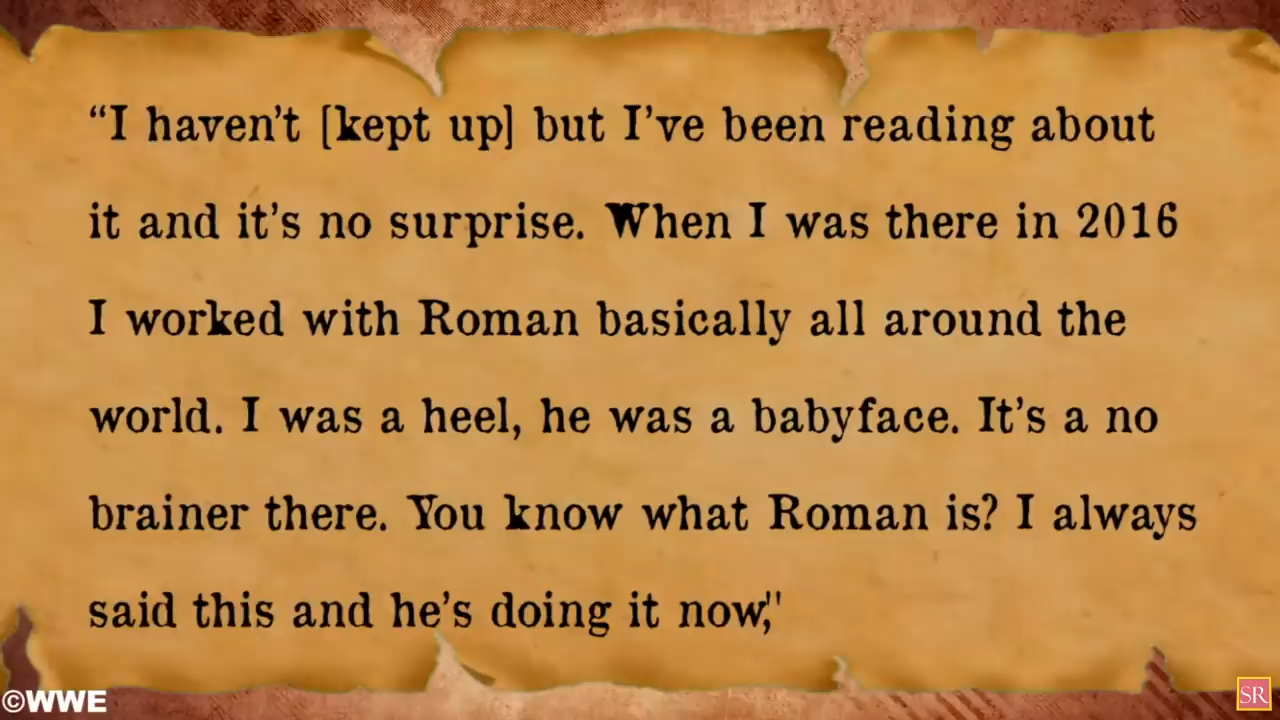 “I haven’t [kept up] but I’ve been reading about
it and it’s no surprise. When I was there in 2016
I worked with Roman basically all around the
world. I was a heel, he was a babyface. It’s a no
brainer there. You know what Roman is? I always
said this and he’s doing it now,"
©WWE
SR